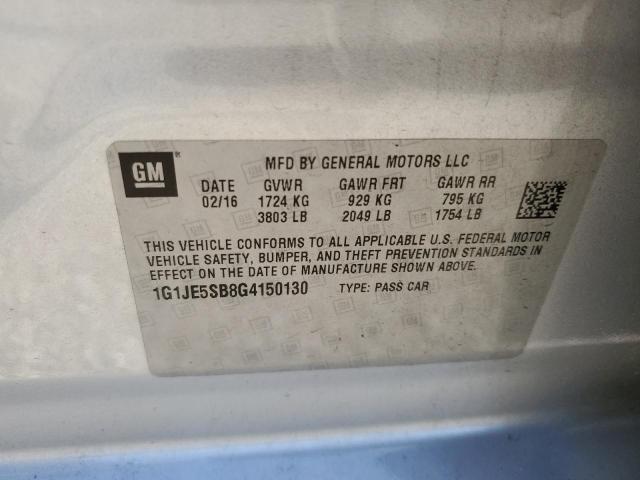 GM
MFD BY GENERAL MOTORS LLC
DATE GVWR GAWR FRT GAWR RR
02/16 1724 KG 929 KG 795 KG
3803 LB 2049 LB 1754 LB
THIS VEHICLE CONFORMS TO ALL APPLICABLE U.S. FEDERAL MOTOR
VEHICLE SAFETY, BUMPER, AND THEFT PREVENTION STANDARDS IN
EFFECT ON THE DATE OF MANUFACTURE SHOWN ABOVE.
1G1JE5SB8G4150130 TYPE: PASS CAR